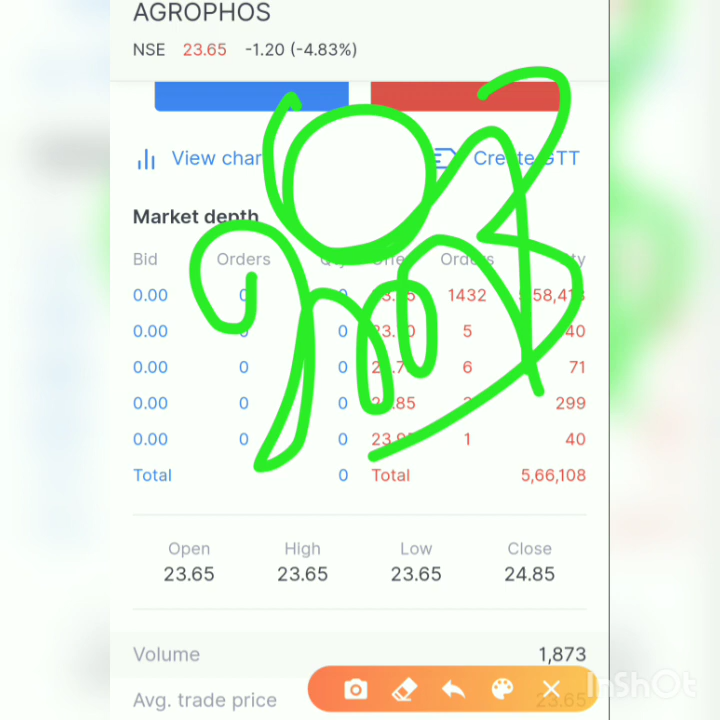 AGROPHOS
NSE 23.65 -1.20 (-4.83%)
View Create GTT
Market depth
Bid Orders Orders
0.00 1432
0.00 0 5 40
0.00 0 0 6 71
0.00 0 0 299
0.00 0 0 1 40
Total 0 Total 5,66,108
Open High Low Close
23.65 23.65 23.65 24.85
Volume 1,873
Avg. trade price 23.65
InShOt